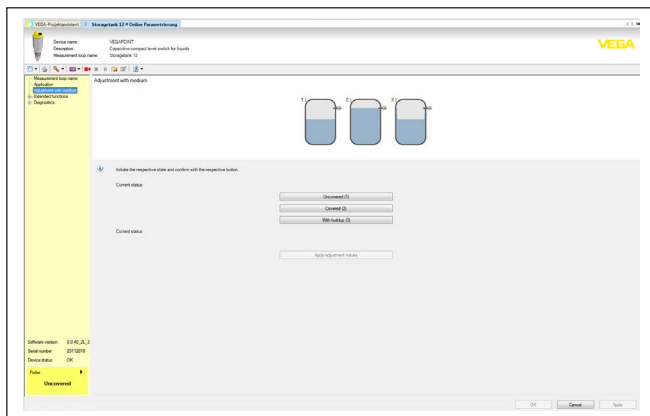 VEGA-Projektassistent
Storagetank 12 # Online Parametrierung
Device name: VEGAPOINT
Description: Capacitive compact level switch for liquids
Measurement loop name: Storagetank 12
VEGA
Measurement loop name
Application
Adjustment with medium
Extended functions
Diagnostics
Adjustment with medium
1.) 2.) 3.)
Initiate the respective state and confirm with the respective button.
Current status
Uncovered (1)
Covered (2)
With buildup (3)
Current status
Apply adjustment values
Software version
Serial number 23112018
Device status OK
Probe
Uncovered
OK Cancel Apply